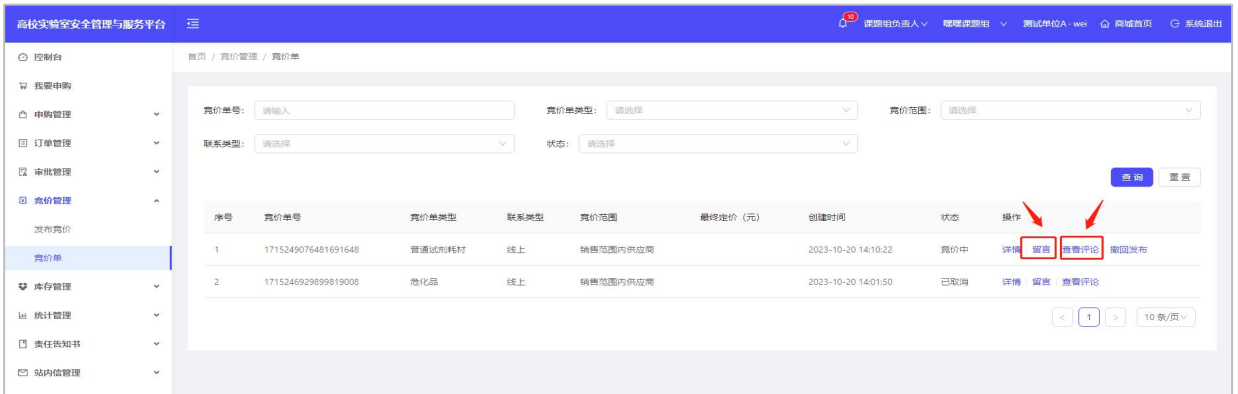 高校实验室安全管理与服务平台
10 课题组负责人 嘿嘿课题组 测试单位A - wei 商城首页 系统退出
控制台
首页 / 竞价管理 / 竞价单
我要申购
申购管理
竞价单号: 请输入 竞价单类型: 请选择 竞价范围: 请选择
订单管理
联系类型: 请选择 状态: 请选择
审批管理
查询 重置
竞价管理
序号 竞价单号 竞价单类型 联系类型 竞价范围 最终定价（元） 创建时间 状态 操作
发布竞价
1 1715249076481691648 普通试剂耗材 线上 销售范围内供应商 2023-10-20 14:10:22 竞价中 详情 留言 查看评论 撤回发布
竞价单
2 1715246929899819008 危化品 线上 销售范围内供应商 2023-10-20 14:01:50 已取消 详情 留言 查看评论
库存管理
< 1 > 10 条/页
统计管理
责任告知书
站内信管理